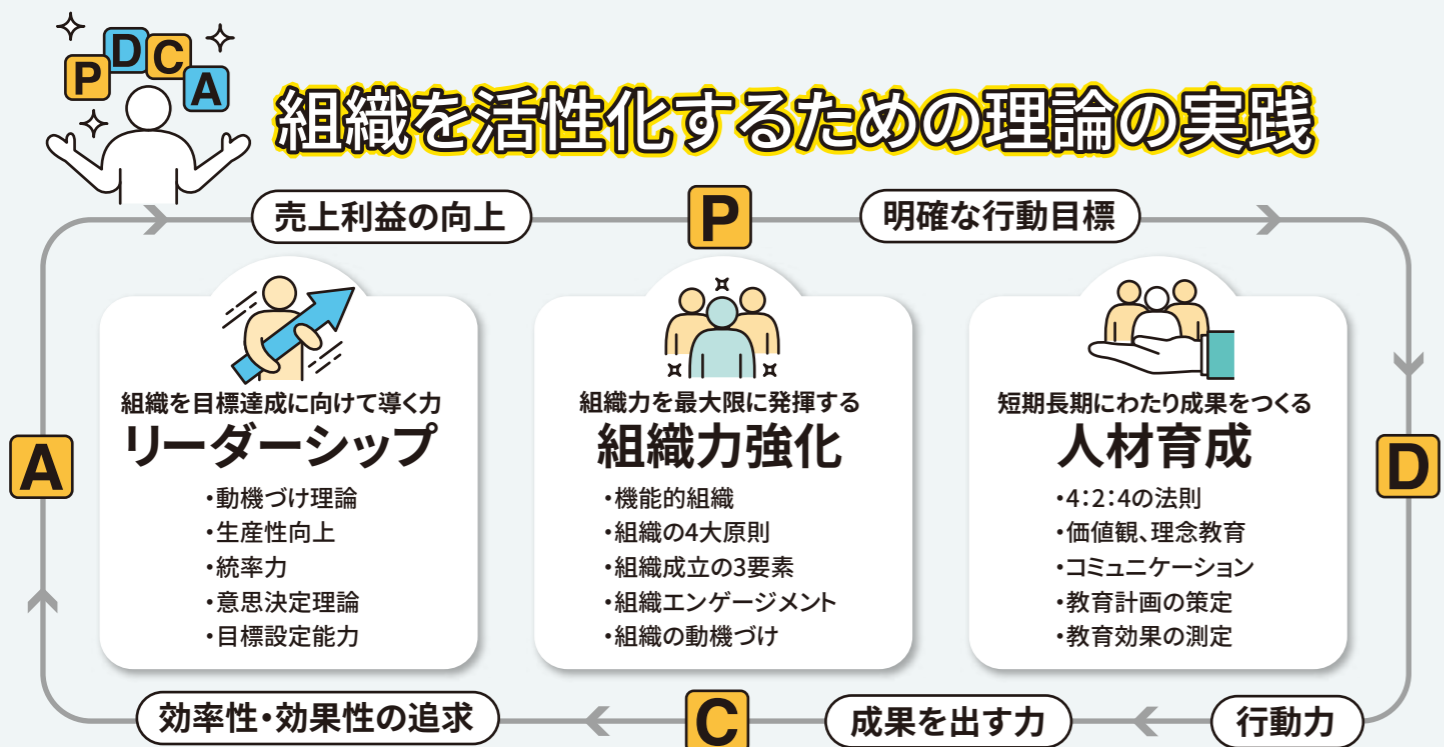 P
D
C
A
組織を活性化するための理論の実践
売上利益の向上
P
明確な行動目標
組織を目標達成に向けて導く力
リーダーシップ
・動機づけ理論
・生産性向上
・統率力
・意思決定理論
・目標設定能力
組織力を最大限に発揮する
組織力強化
・機能的組織
・組織の4大原則
・組織成立の3要素
・組織エンゲージメント
・組織の動機づけ
短期長期にわたり成果をつくる
人材育成
・4:2:4の法則
・価値観、理念教育
・コミュニケーション
・教育計画の策定
・教育効果の測定
A
D
効率性・効果性の追求
C
成果を出す力
行動力